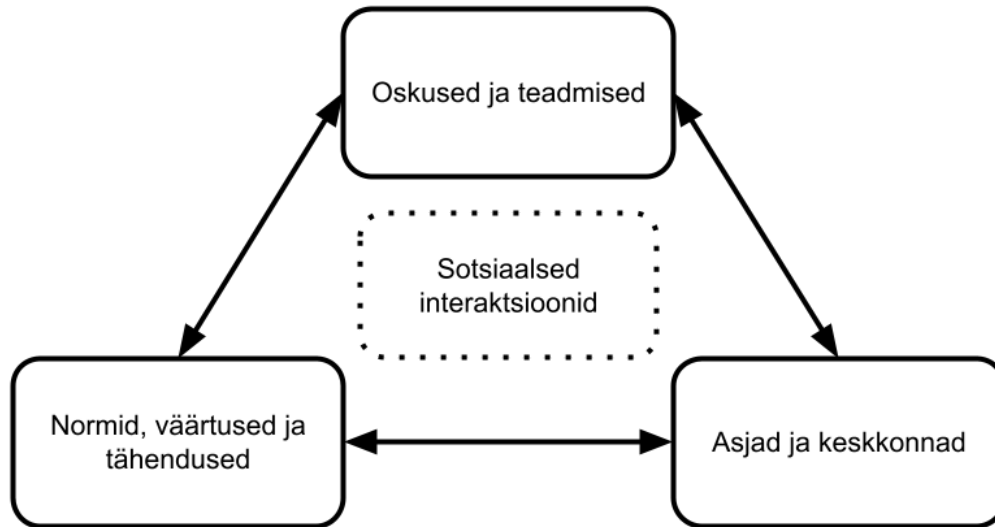 Oskused ja teadmised
Sotsiaalsed
interaktsioonid
Normid, väärtused ja
tähendused
Asjad ja keskkonnad